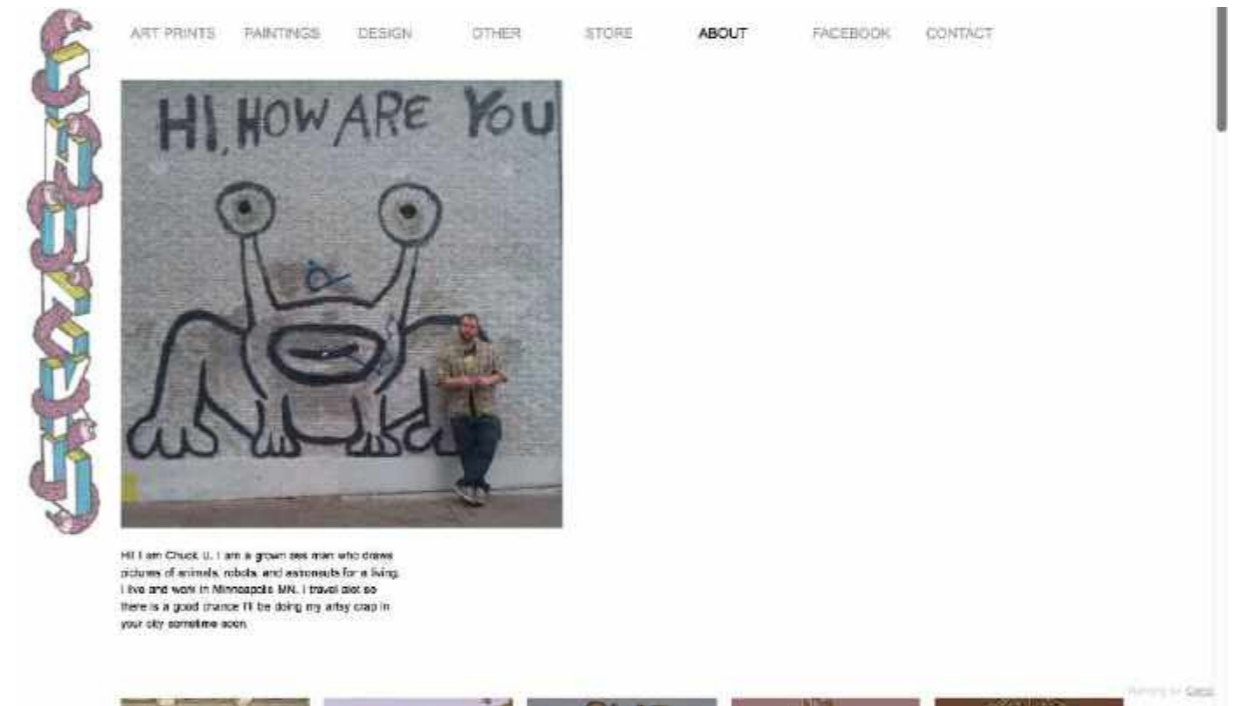 ART PRINTS PAINTINGS DESIGN OTHER STORE ABOUT FACEBOOK CONTACT
HI, HOW ARE YOU
Hi! I am Chuck U. I am a grown ass man who draws
pictures of animals, robots, and astronauts for a living.
I live and work in Minneapolis MN. I travel alot so
there is a good chance I'll be doing my artsy crap in
your city sometime soon.